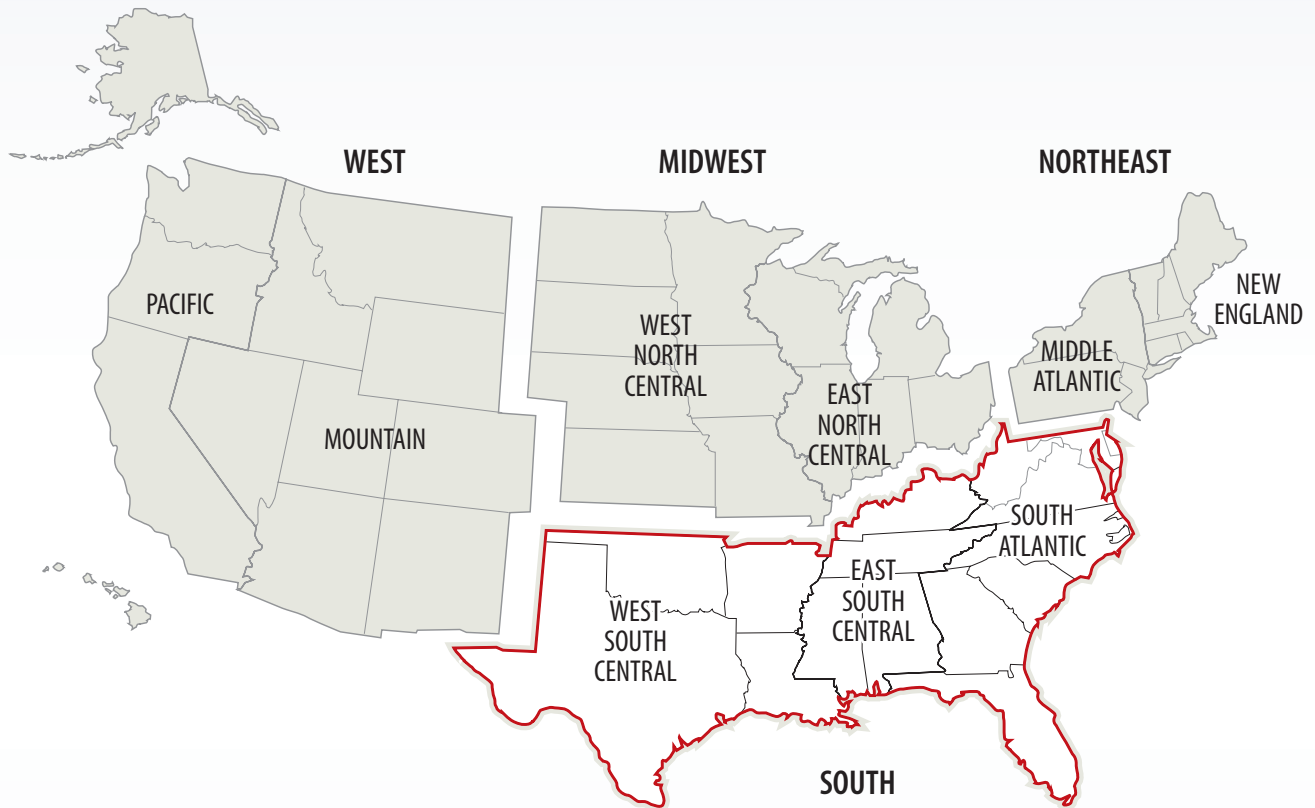 WEST
MIDWEST
NORTHEAST
PACIFIC
MOUNTAIN
WEST
NORTH
CENTRAL
EAST
NORTH
CENTRAL
MIDDLE
ATLANTIC
NEW
ENGLAND
WEST
SOUTH
CENTRAL
EAST
SOUTH
CENTRAL
SOUTH
ATLANTIC
SOUTH